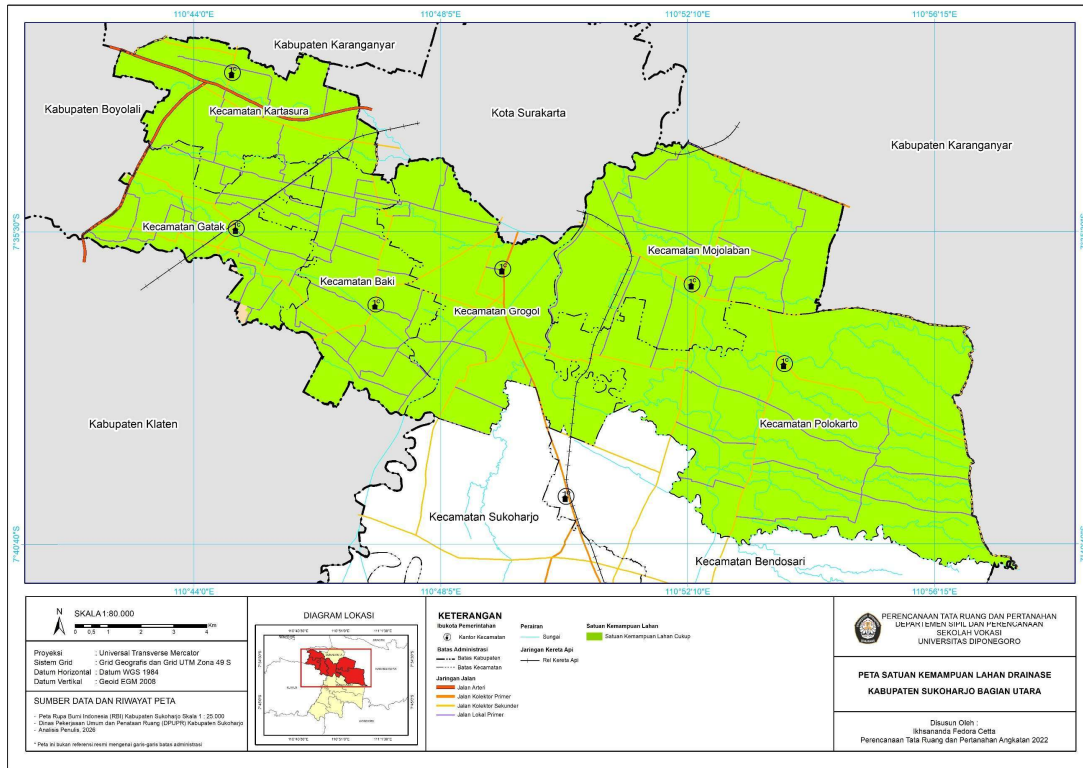 110°44'0"E
110°48'5"E
110°52'10"E
110°56'15"E
Kabupaten Karanganyar
Kabupaten Boyolali
Kecamatan Kartasura
Kota Surakarta
Kabupaten Karanganyar
7°35'30"S
Kecamatan Gatak
Kecamatan Mojolaban
Kecamatan Baki
Kecamatan Grogol
Kabupaten Klaten
Kecamatan Polokarto
Kecamatan Sukoharjo
7°40'40"S
Kecamatan Bendosari
110°44'0"E
110°48'5"E
110°52'10"E
110°56'15"E
N
SKALA 1:80.000
0 0,5 1 2 3 4
Km
Proyeksi : Universal Transverse Mercator
Sistem Grid : Grid Geografis dan Grid UTM Zona 49 S
Datum Horizontal : Datum WGS 1984
Datum Vertikal : Geoid EGM 2008
SUMBER DATA DAN RIWAYAT PETA
- Peta Rupa Bumi Indonesia (RBI) Kabupaten Sukoharjo Skala 1 : 25.000
- Dinas Pekerjaan Umum dan Penataan Ruang (DPUPR) Kabupaten Sukoharjo
- Analisis Penulis, 2026
* Peta ini bukan referensi resmi mengenai garis-garis batas administrasi
DIAGRAM LOKASI
KETERANGAN
Ibukota Pemerintahan
Kantor Kecamatan
Batas Administrasi
Batas Kabupaten
Batas Kecamatan
Jaringan Jalan
Jalan Arteri
Jalan Kolektor Primer
Jalan Kolektor Sekunder
Jalan Lokal Primer
Perairan
Sungai
Jaringan Kereta Api
Rel Kereta Api
Satuan Kemampuan Lahan
Satuan Kemampuan Lahan Cukup
PERENCANAAN TATA RUANG DAN PERTANAHAN
DEPARTEMEN SIPIL DAN PERENCANAAN
SEKOLAH VOKASI
UNIVERSITAS DIPONEGORO
PETA SATUAN KEMAMPUAN LAHAN DRAINASE
KABUPATEN SUKOHARJO BAGIAN UTARA
Disusun Oleh :
Ikhsananda Fedora Cetta
Perencanaan Tata Ruang dan Pertanahan Angkatan 2022